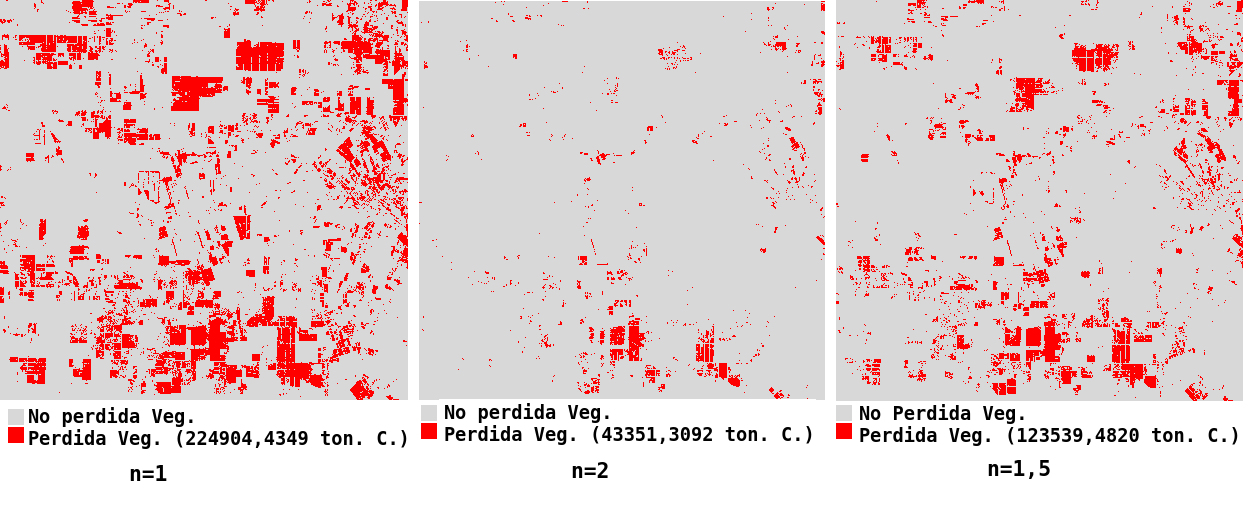 No perdida Veg.
Perdida Veg. (224904,4349 ton. C.)
n=1
No perdida Veg.
Perdida Veg. (43351,3092 ton. C.)
n=2
No Perdida Veg.
Perdida Veg. (123539,4820 ton. C.)
n=1,5